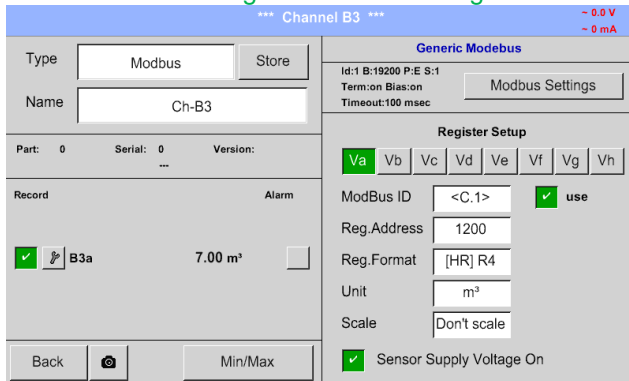 *** Channel B3 ***
~ 0.0 V
~ 0 mA
Type
Modbus
Store
Name
Ch-B3
Part: 0 Serial: 0 Version:
---
Record Alarm
B3a 7.00 m³
Back
Min/Max
Generic Modebus
Id:1 B:19200 P:E S:1
Term:on Bias:on
Timeout:100 msec
Modbus Settings
Register Setup
Va Vb Vc Vd Ve Vf Vg Vh
ModBus ID <C.1> use
Reg.Address 1200
Reg.Format [HR] R4
Unit m³
Scale Don't scale
Sensor Supply Voltage On